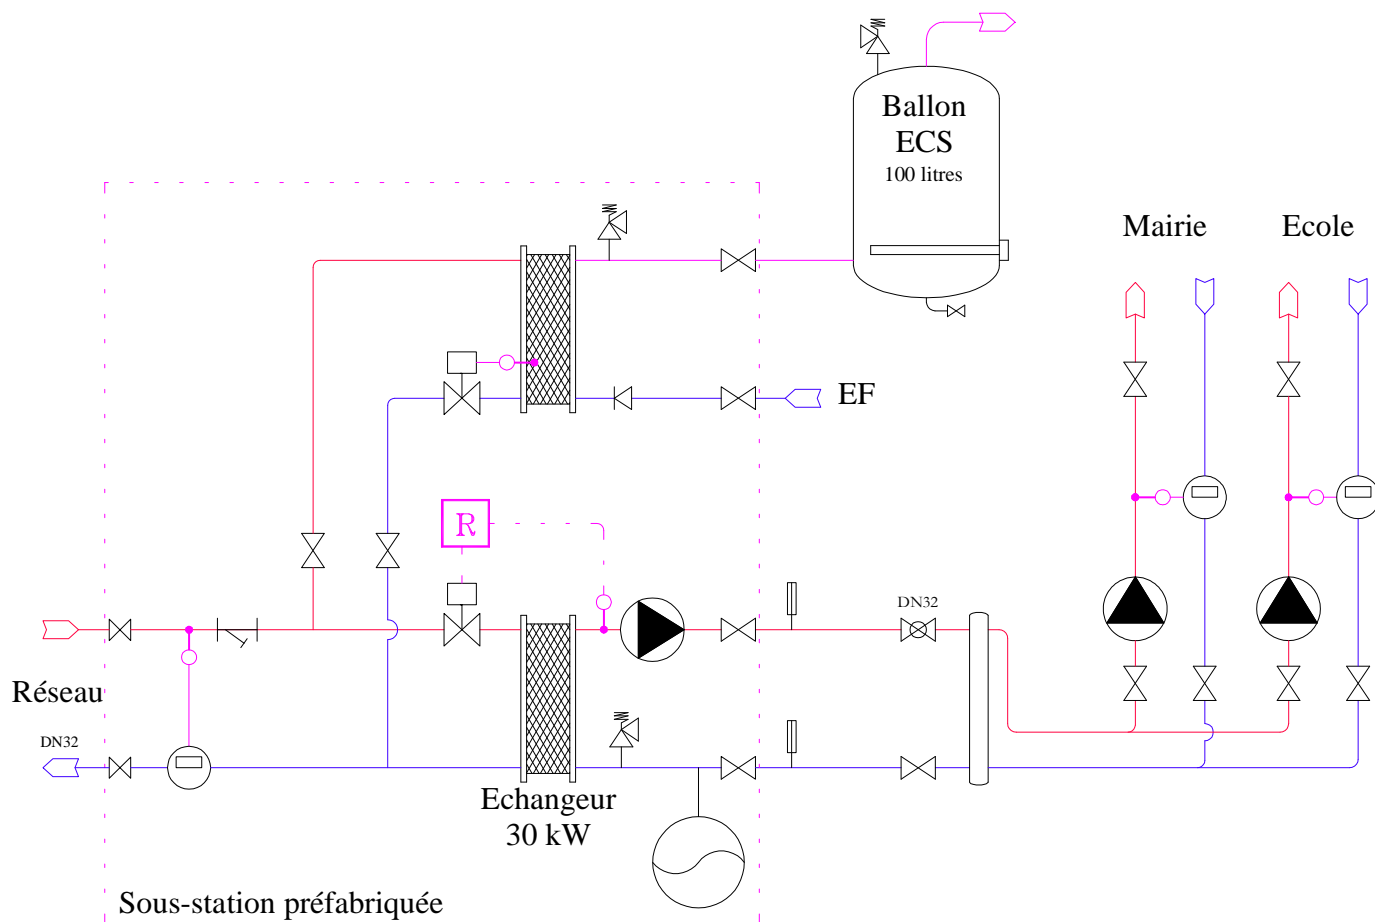 Ballon
ECS
100 litres
Mairie
Ecole
EF
R
DN32
Réseau
DN32
Echangeur
30 kW
Sous-station préfabriquée